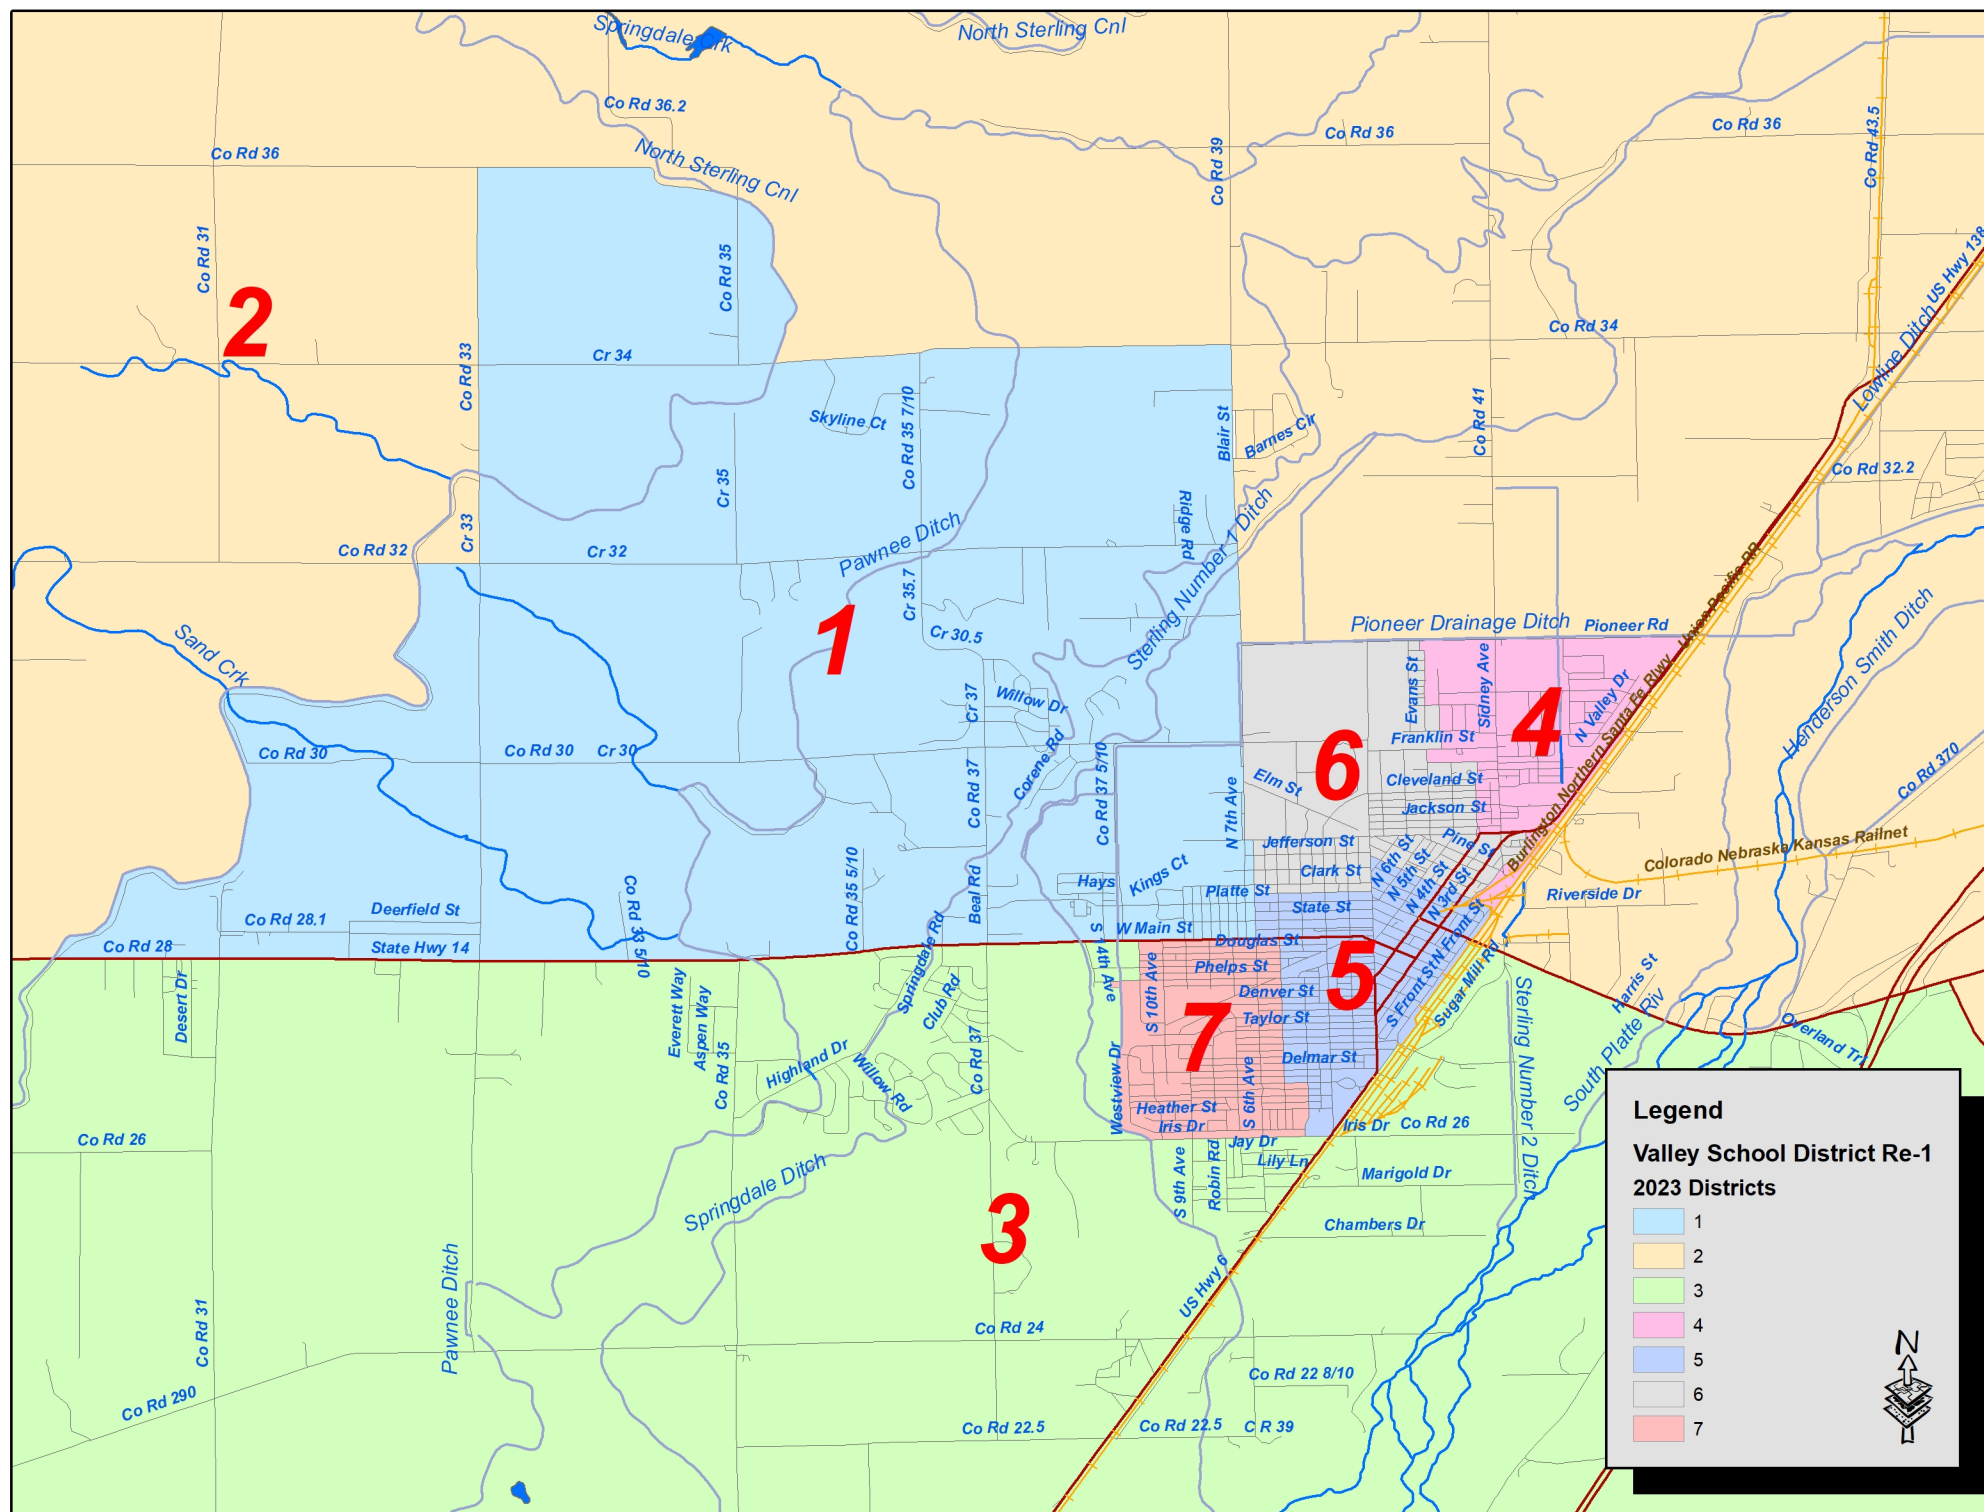 Springdale Crk
North Sterling Cnl
Co Rd 36.2
Co Rd 36
Co Rd 36
Co Rd 43.5
Co Rd 36
North Sterling Cnl
Co Rd 39
Co Rd 31
Co Rd 35
US Hwy 138
2
Co Rd 34
Lowline Ditch
Co Rd 33
Cr 34
Skyline Ct
Co Rd 35 7/10
Blair St
Barnes Cir
Co Rd 41
Co Rd 32.2
Cr 35
Ridge Rd
Cr 33
Co Rd 32
Cr 32
Pawnee Ditch
Sterling Number 1 Ditch
Union Pacific RR
Cr 35.7
1
Cr 30.5
Pioneer Drainage Ditch
Pioneer Rd
Henderson Smith Ditch
Sand Crk
Evans St
Sidney Ave
N Valley Dr
Burlington Northern Santa Fe Rlwy
Cr 37
Willow Dr
4
Co Rd 30
Co Rd 30
Cr 30
Corene Rd
Co Rd 37 5/10
6
Franklin St
Co Rd 370
Co Rd 37
N 7th Ave
Elm St
Cleveland St
Jackson St
Jefferson St
Pine St
Colorado Nebraska Kansas Railnet
Clark St
N 6th St
N 5th St
N 4th St
N 3rd St
Co Rd 35 5/10
Beal Rd
Hays
Kings Ct
Platte St
Riverside Dr
Co Rd 33 5/10
Deerfield St
Co Rd 28.1
State St
N Front St
Co Rd 28
State Hwy 14
Springdale Rd
S 14th Ave
W Main St
Douglas St
5
Desert Dr
Everett Way
Aspen Way
Club Rd
S 10th Ave
Phelps St
Denver St
S Front St
Sugar Mill Rd
Harris St
Sterling Number 2 Ditch
South Platte Riv
Overland Trl
7
Taylor St
Co Rd 35
Highland Dr
Willow Rd
Co Rd 37
Westview Dr
Delmar St
S 6th Ave
Heather St
Iris Dr
Iris Dr
Co Rd 26
Co Rd 26
Jay Dr
Lily Ln
Robin Rd
S 9th Ave
Marigold Dr
Springdale Ditch
3
Chambers Dr
Pawnee Ditch
US Hwy 6
Co Rd 31
Co Rd 24
Co Rd 22 8/10
Co Rd 290
Co Rd 22.5
Co Rd 22.5
C R 39
Legend
Valley School District Re-1
2023 Districts
1
2
3
4
5
6
7
N